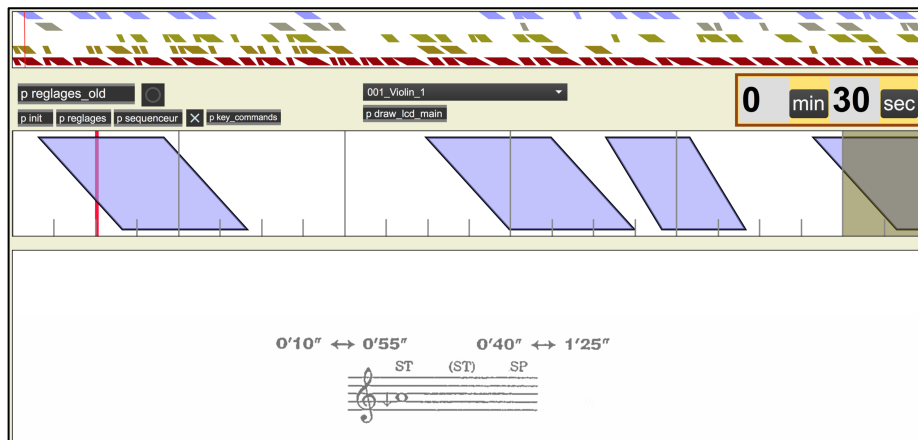 p reglages_old
001_Violin_1
0 min 30 sec
p init p reglages p sequenceur X p key_commands
p draw_lcd_main
0'10" ↔ 0'55" 0'40" ↔ 1'25"
ST (ST) SP